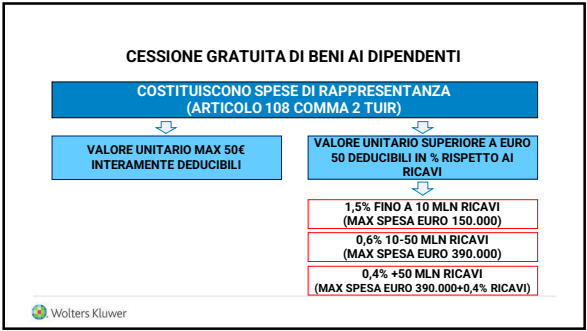 CESSIONE GRATUITA DI BENI AI DIPENDENTI
COSTITUISCONO SPESE DI RAPPRESENTANZA
(ARTICOLO 108 COMMA 2 TUIR)
VALORE UNITARIO MAX 50€
INTERAMENTE DEDUCIBILI
VALORE UNITARIO SUPERIORE A EURO
50 DEDUCIBILI IN % RISPETTO AI
RICAVI
1,5% FINO A 10 MLN RICAVI
(MAX SPESA EURO 150.000)
0,6% 10-50 MLN RICAVI
(MAX SPESA EURO 390.000)
0,4% +50 MLN RICAVI
(MAX SPESA EURO 390.000+0,4% RICAVI)
Wolters Kluwer